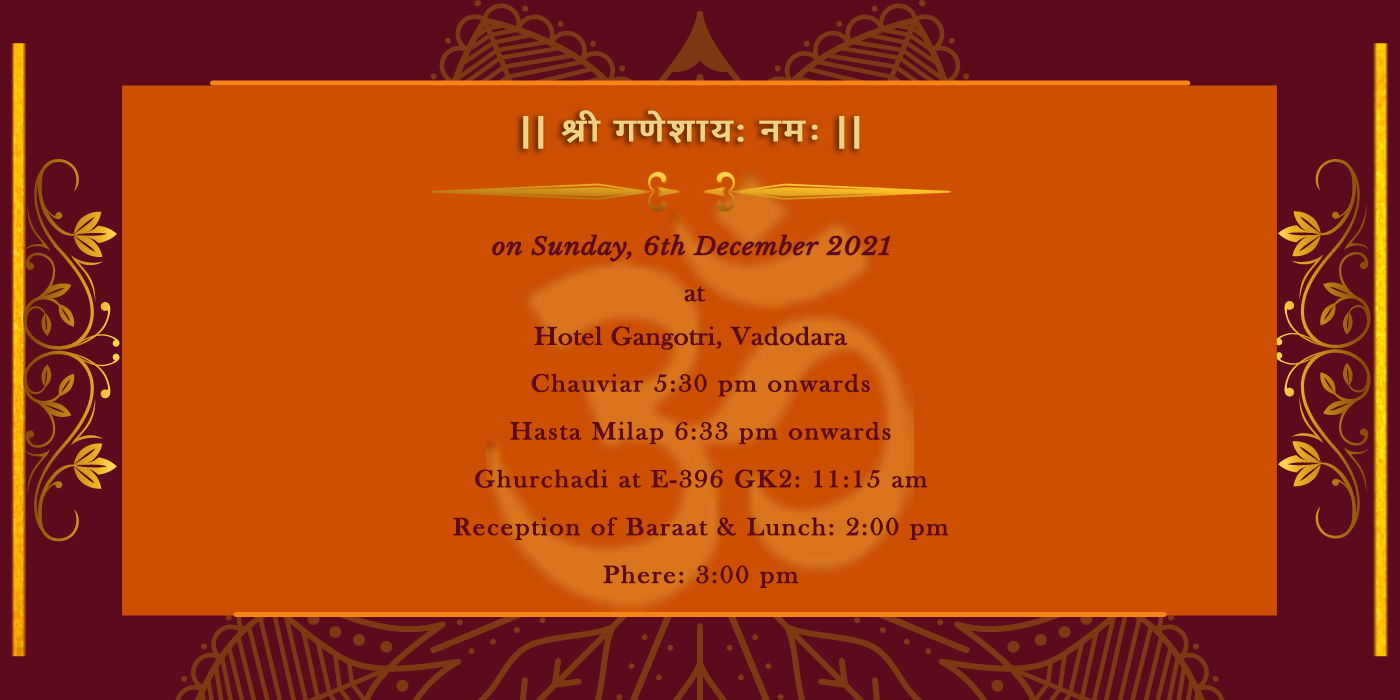 || श्री गणेशायः नमः ||
on Sunday, 6th December 2021
at
Hotel Gangotri, Vadodara
Chauviar 5:30 pm onwards
Hasta Milap 6:33 pm onwards
Ghurchadi at E-396 GK2: 11:15 am
Reception of Baraat & Lunch: 2:00 pm
Phere: 3:00 pm